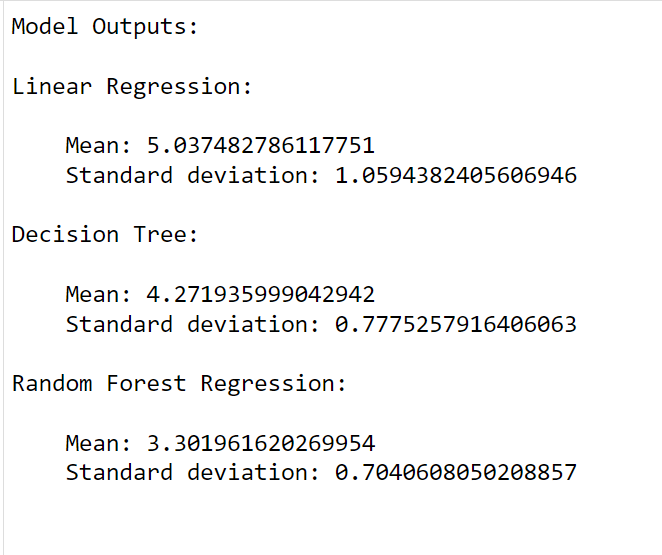 Model Outputs:
Linear Regression:
Mean: 5.037482786117751
Standard deviation: 1.0594382405606946
Decision Tree:
Mean: 4.271935999042942
Standard deviation: 0.7775257916406063
Random Forest Regression:
Mean: 3.301961620269954
Standard deviation: 0.7040608050208857